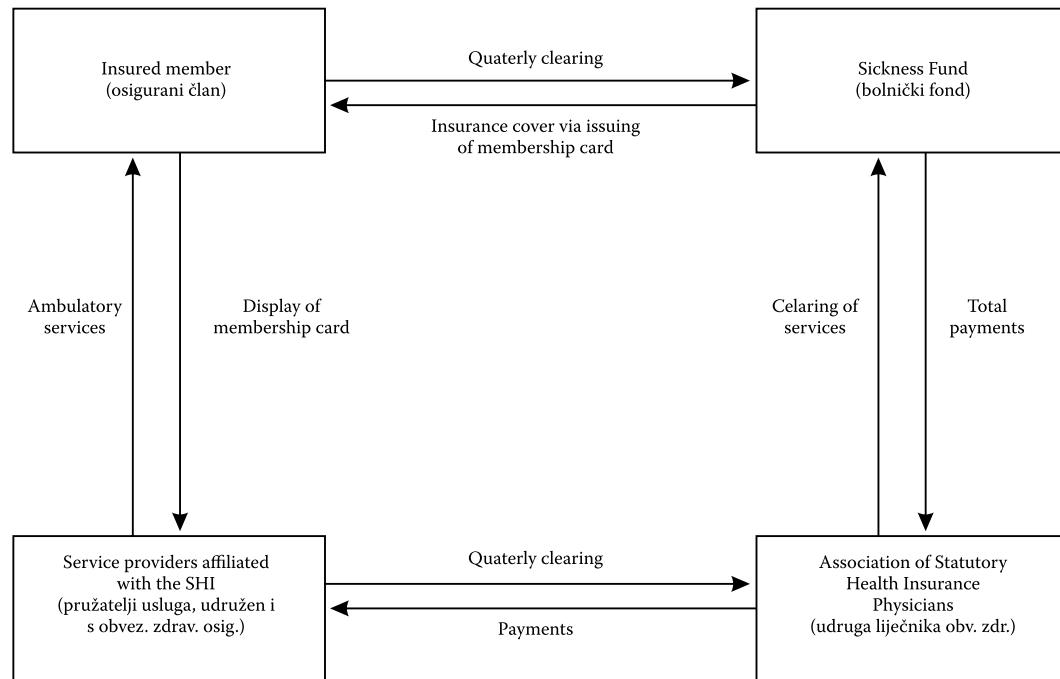 Insured member
(osigurani član)
Quaterly clearing
Insurance cover via issuing
of membership card
Sickness Fund
(bolnički fond)
Ambulatory
services
Display of
membership card
Celaring of
services
Total
payments
Service providers affiliated
with the SHI
(pružatelji usluga, udružen i
s obvez. zdrav. osig.)
Quaterly clearing
Payments
Association of Statutory
Health Insurance
Physicians
(udruga liječnika obv. zdr.)